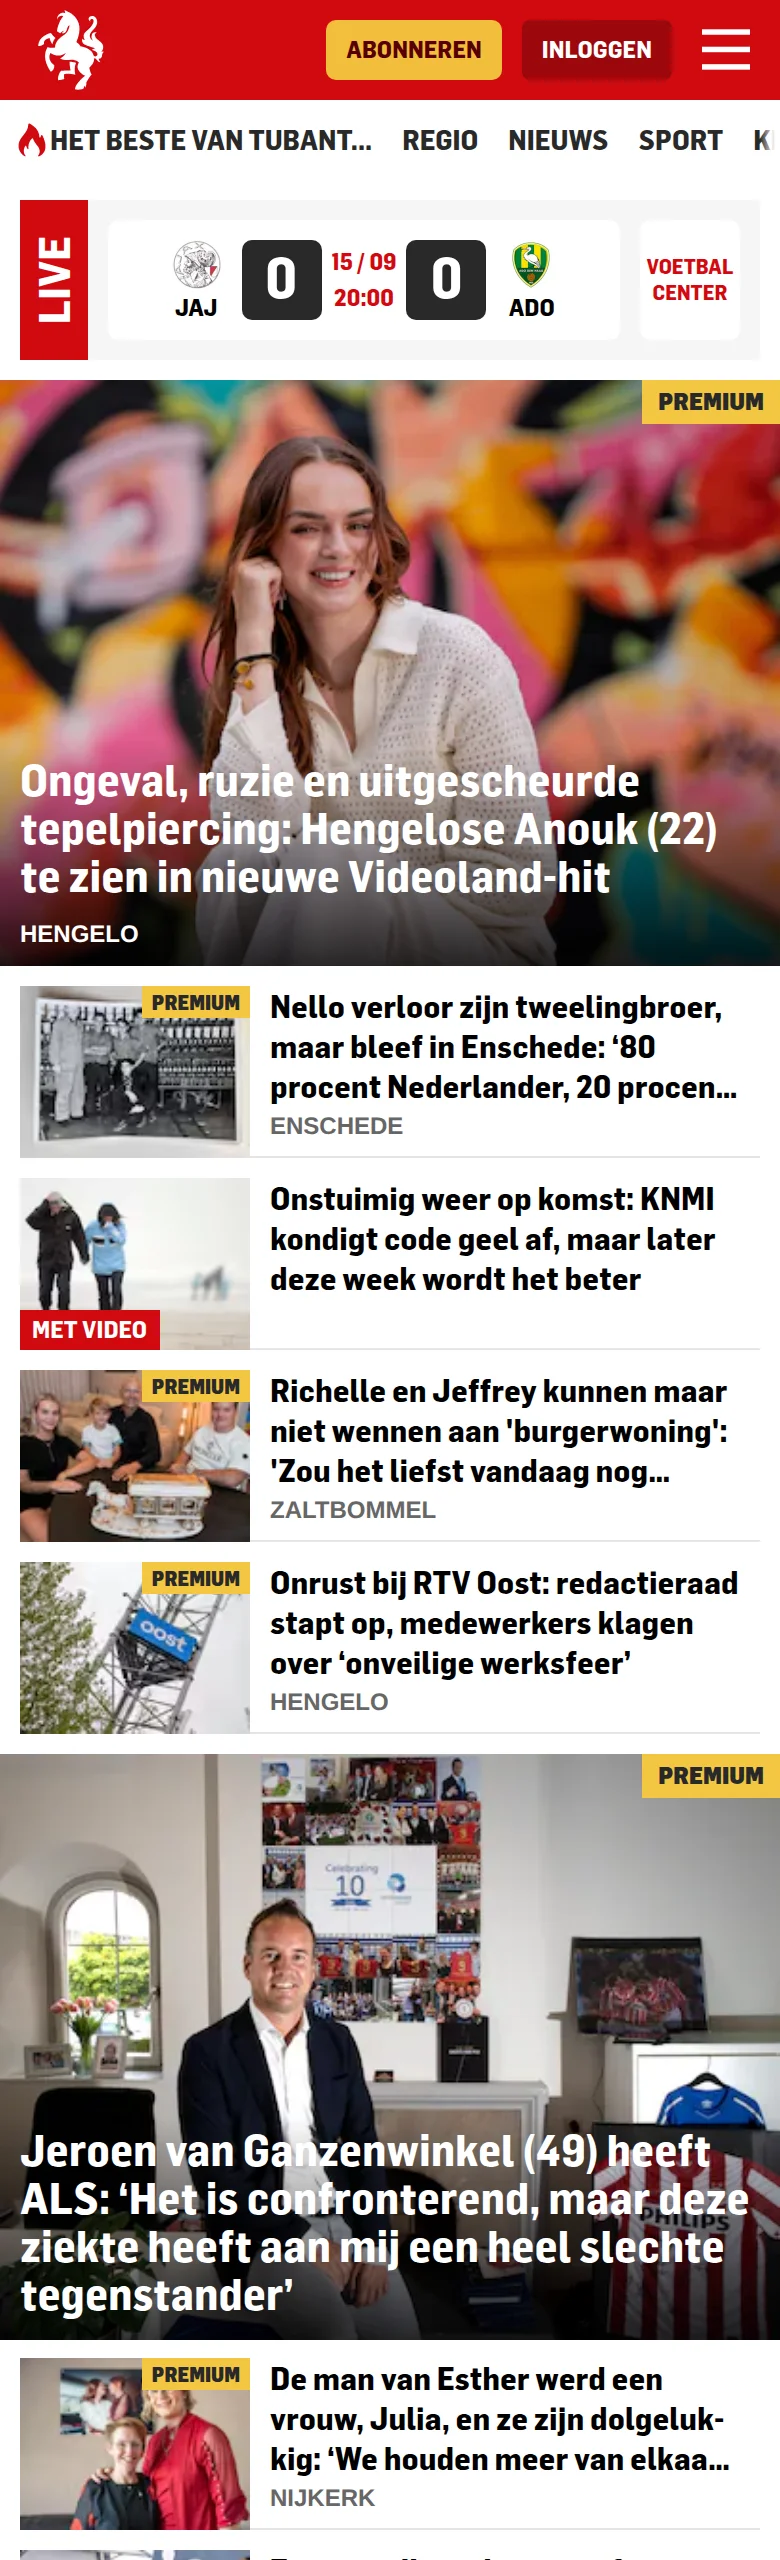 ABONNEREN
INLOGGEN
HET BESTE VAN TUBANT...
REGIO
NIEUWS
SPORT
LIVE
JAJ
0
15 / 09
20:00
0
ADO
VOETBAL
CENTER
PREMIUM
Ongeval, ruzie en uitgescheurde
tepelpiercing: Hengelose Anouk (22)
te zien in nieuwe Videoland-hit
HENGELO
PREMIUM
Nello verloor zijn tweelingbroer,
maar bleef in Enschede: ‘80
procent Nederlander, 20 procen...
ENSCHEDE
Onstuimig weer op komst: KNMI
kondigt code geel af, maar later
deze week wordt het beter
MET VIDEO
PREMIUM
Richelle en Jeffrey kunnen maar
niet wennen aan 'burgerwoning':
'Zou het liefst vandaag nog...
ZALTBOMMEL
PREMIUM
oost
Onrust bij RTV Oost: redactieraad
stapt op, medewerkers klagen
over ‘onveilige werksfeer’
HENGELO
PREMIUM
Celebrating
10
PHILIPS
Jeroen van Ganzenwinkel (49) heeft
ALS: ‘Het is confronterend, maar deze
ziekte heeft aan mij een heel slechte
tegenstander’
PREMIUM
De man van Esther werd een
vrouw, Julia, en ze zijn dolgeluk-
kig: ‘We houden meer van elkaa...
NIJKERK